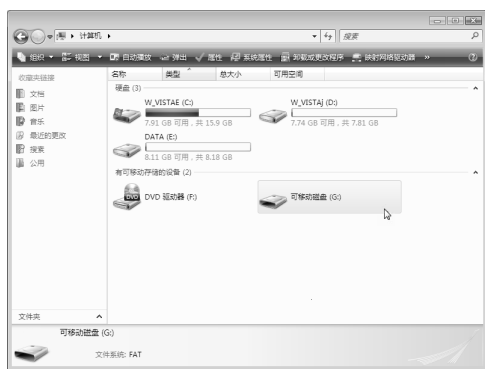 计算机
搜索
组织 视图 自动播放 弹出 属性 系统属性 卸载或更改程序 映射网络驱动器 »
收藏夹链接
文档
图片
音乐
最近的更改
搜索
公用
名称 类型 总大小 可用空间
硬盘 (3)
W_VISTAE (C:)
7.91 GB 可用，共 15.9 GB
W_VISTAJ (D:)
7.74 GB 可用，共 7.81 GB
DATA (E:)
8.11 GB 可用，共 8.18 GB
有可移动存储的设备 (2)
DVD 驱动器 (F:)
可移动磁盘 (G:)
文件夹
可移动磁盘 (G:)
文件系统: FAT